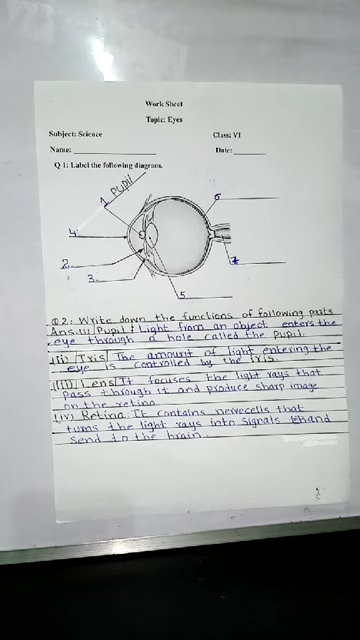 Work Sheet
Topic: Eyes
Subject: Science Class: VI
Name: Date:
Q 1: Label the following diagram.
1 Pupil
6
4
2
3
5
Q2: Write down the functions of following parts
Ans.(i) Pupil: Light from an object enters the
eye through a hole called the Pupil.
(ii) Iris The amount of light entering the
eye is controlled by the Iris.
(iii) Lens It focuses the light rays that
pass through it and produce sharp image
on the retina.
(iv) Retina: It contains nervecells that
turns the light rays into signals and
send to the brain.